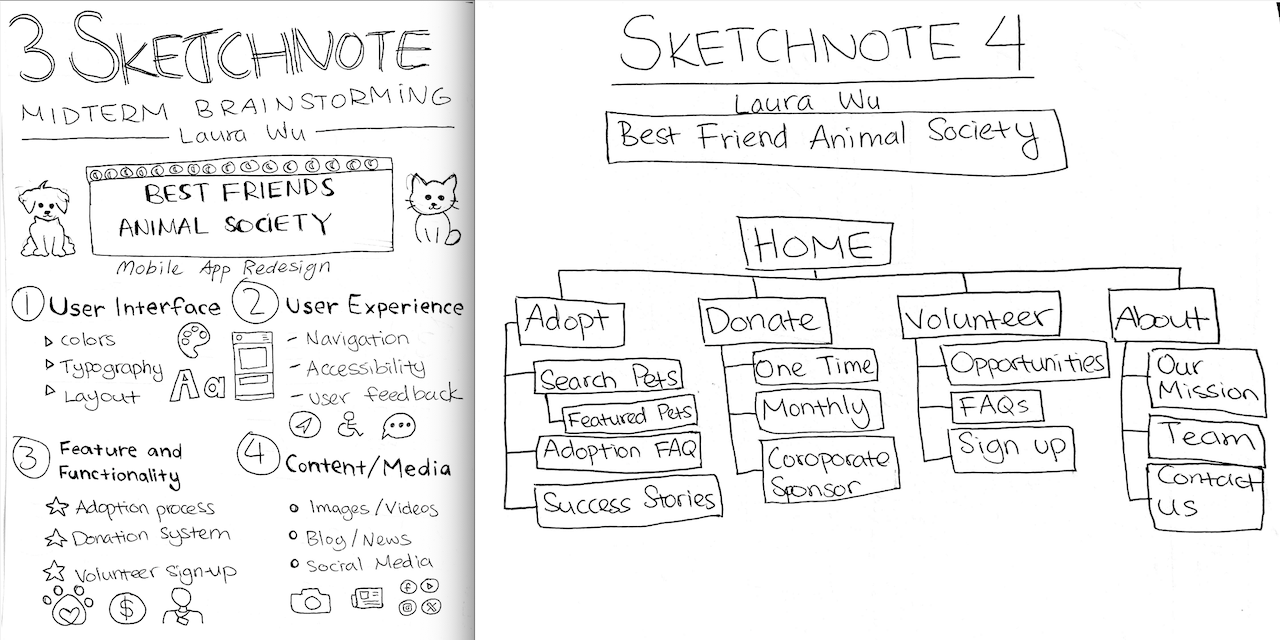 3 SKETCHNOTE
MIDTERM BRAINSTORMING
Laura Wu
BEST FRIENDS
ANIMAL SOCIETY
Mobile App Redesign
1 User Interface
colors
Typography
Layout
Aa
2 User Experience
- Navigation
- Accessibility
- User feedback
3 Feature and
Functionality
Adoption process
Donation System
Volunteer Sign-up
$
4 Content/Media
Images/Videos
Blog/News
Social Media
SKETCHNOTE 4
Laura Wu
Best Friend Animal Society
HOME
Adopt
Search Pets
Featured Pets
Adoption FAQ
Success Stories
Donate
One Time
Monthly
Coroporate
Sponsor
Volunteer
Opportunities
FAQs
Sign up
About
Our
Mission
Team
Contact
us